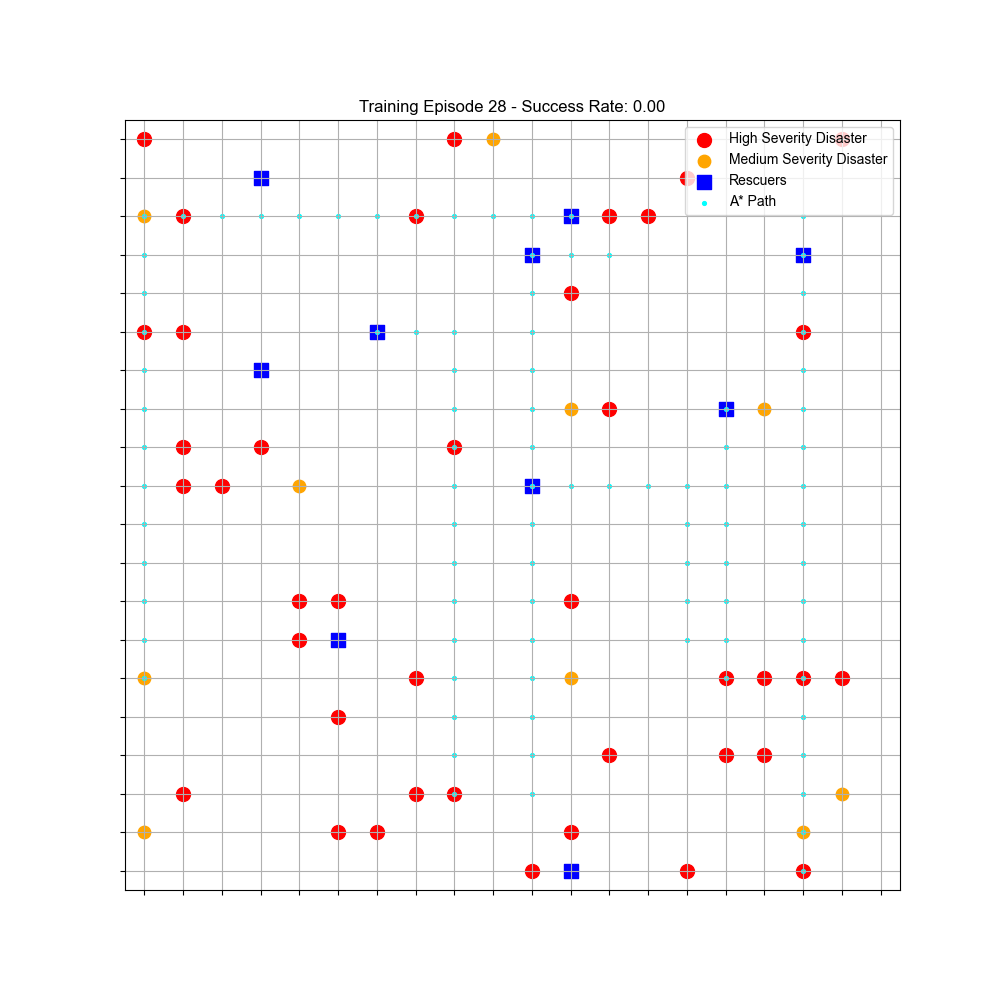 Training Episode 28 - Success Rate: 0.00
High Severity Disaster
Medium Severity Disaster
Rescuers
A* Path